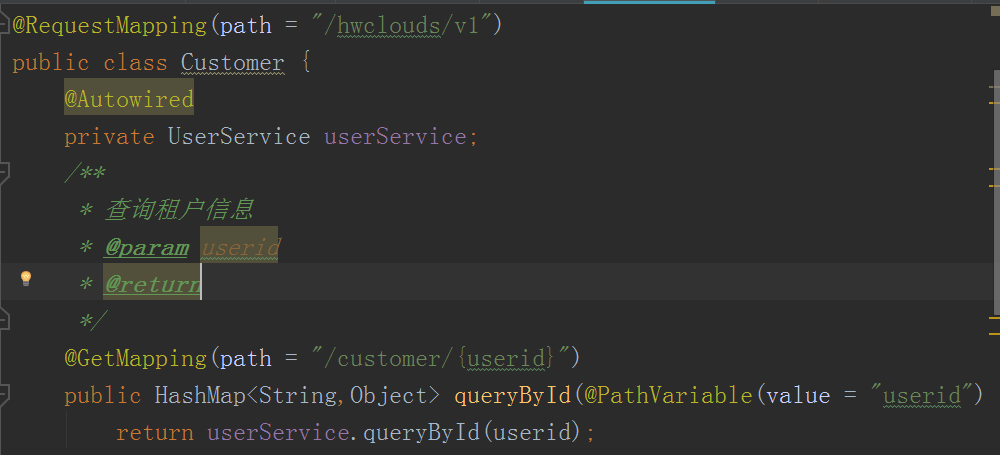 @RequestMapping(path = "/hwclouds/v1")
public class Customer {
    @Autowired
    private UserService userService;
    /**
     * 查询租户信息
     * @param userid
     * @return
     */
    @GetMapping(path = "/customer/{userid}")
    public HashMap<String,Object> queryById(@PathVariable(value = "userid")
        return userService.queryById(userid);